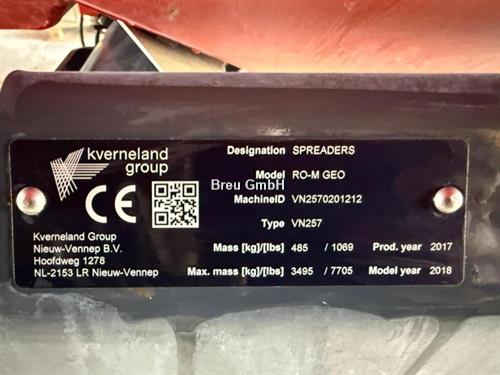 kverneland
group
CE
Kverneland Group
Nieuw-Vennep B.V.
Hoofdweg 1278
NL-2153 LR Nieuw-Vennep
Designation SPREADERS
Model RO-M GEO
Breu GmbH
MachineID VN2570201212
Type VN257
Mass [kg]/[lbs] 485 / 1069 Prod. year 2017
Max. mass [kg]/[lbs] 3495 / 7705 Model year 2018